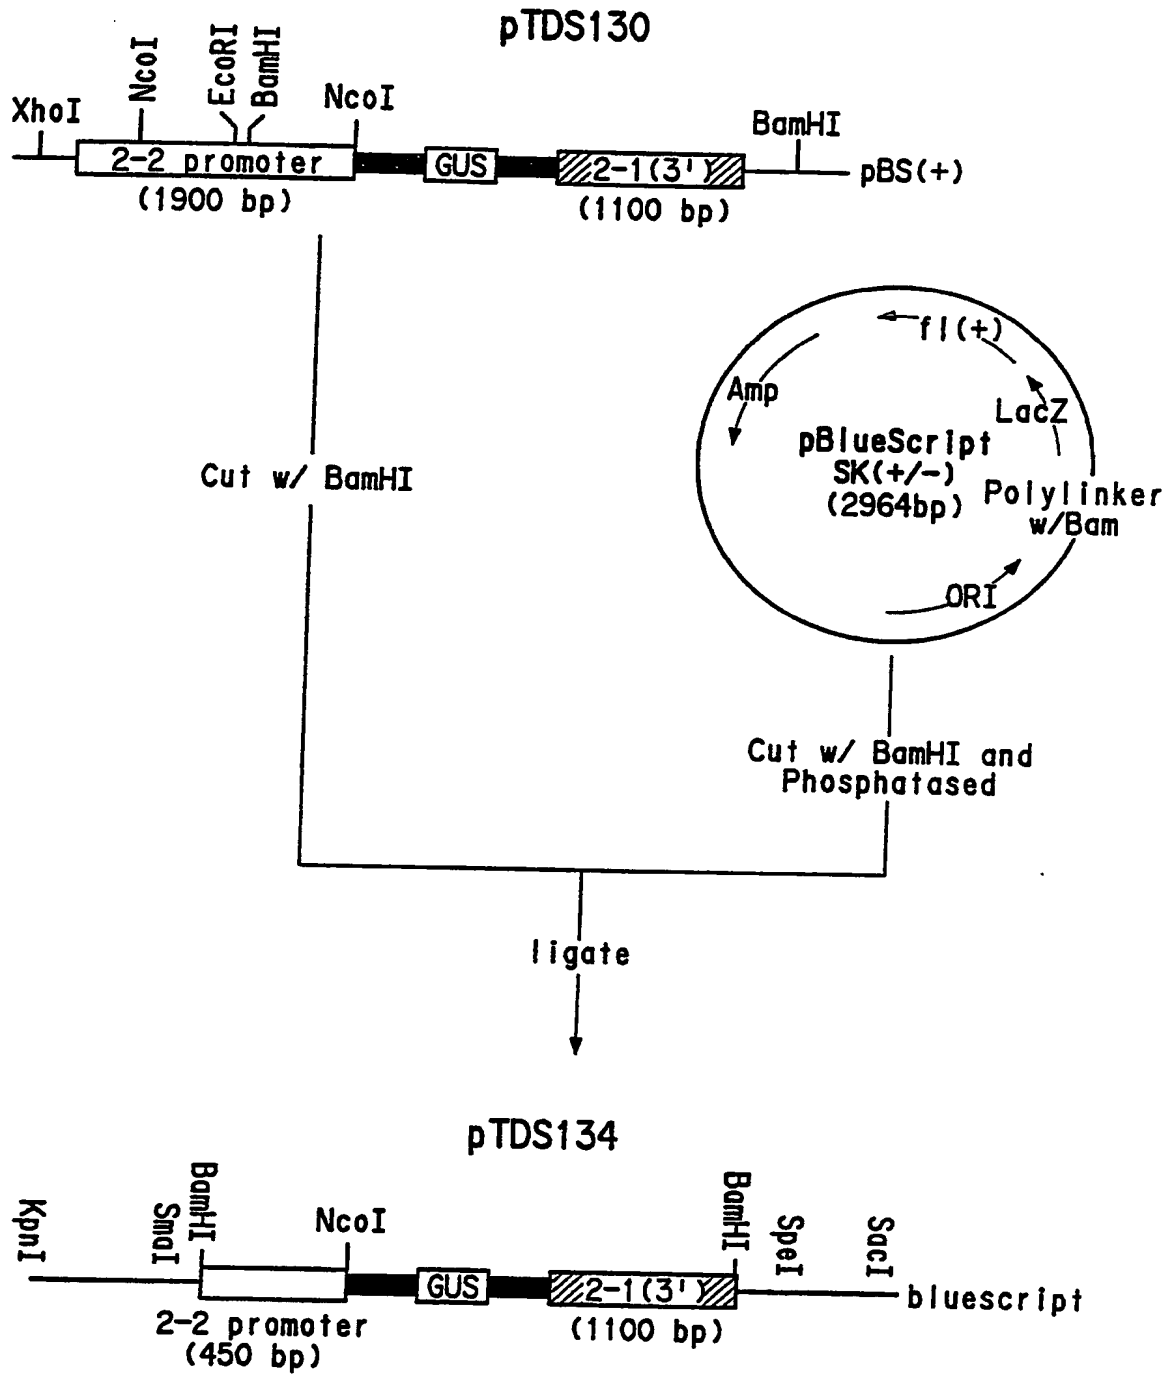 pTDS130
XhoI
NcoI
EcoRI
BamHI
NcoI
BamHI
2-2 promoter
GUS
2-1(3')
pBS(+)
(1900 bp)
(1100 bp)
fl(+)
Amp
LacZ
pBlueScript
SK(+/-)
(2964bp)
Polylinker
w/Bam
ORI
Cut w/ BamHI
Cut w/ BamHI and
Phosphatased
ligate
pTDS134
KpnI
SmaI
BamHI
NcoI
BamHI
SpeI
SacI
GUS
2-1(3')
bluescript
2-2 promoter
(450 bp)
(1100 bp)